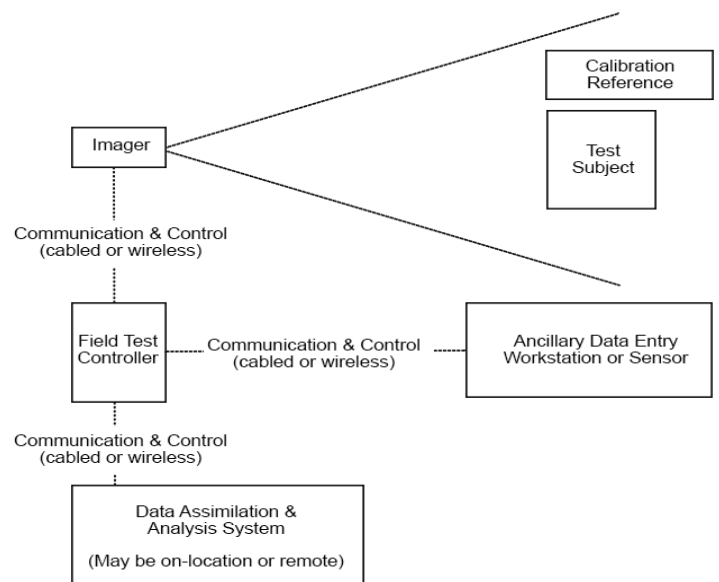 Calibration
Reference
Imager
Test
Subject
Communication & Control
(cabled or wireless)
Field Test
Controller
Communication & Control
(cabled or wireless)
Ancillary Data Entry
Workstation or Sensor
Communication & Control
(cabled or wireless)
Data Assimilation &
Analysis System
(May be on-location or remote)